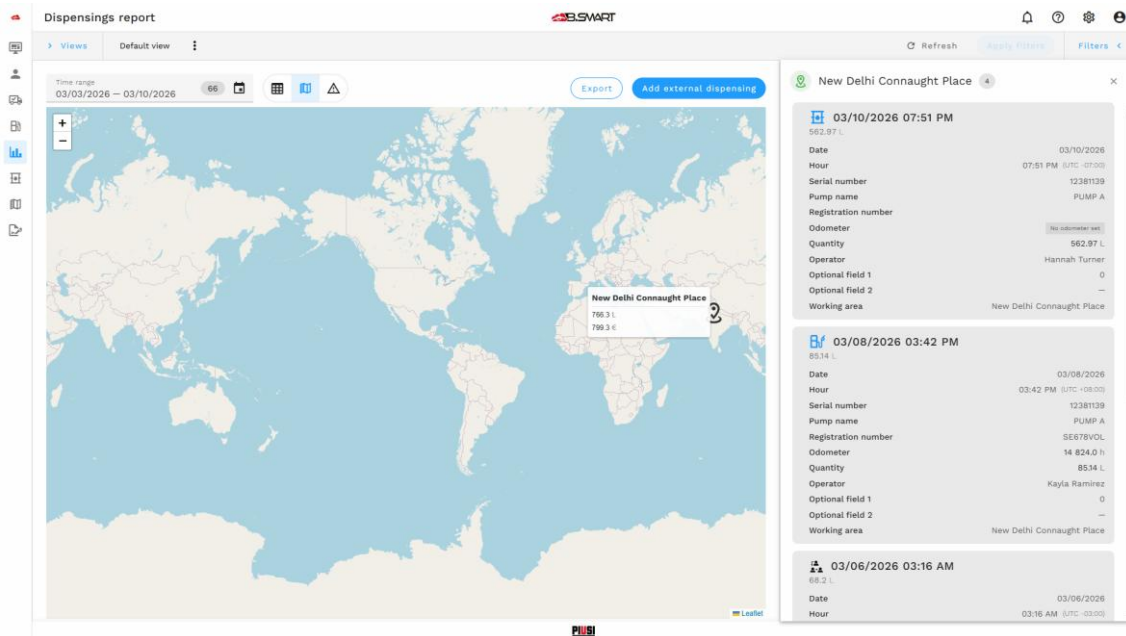 Dispensings report
B.SMART
Views
Default view
Refresh
Apply filters
Filters
Time range
03/03/2026 — 03/10/2026
66
Export
Add external dispensing
+
−
New Delhi Connaught Place
766.3 L
799.3 €
Leaflet
New Delhi Connaught Place 4
03/10/2026 07:51 PM
562.97 L
Date 03/10/2026
Hour 07:51 PM (UTC -07:00)
Serial number 12381139
Pump name PUMP A
Registration number
Odometer No odometer set
Quantity 562.97 L
Operator Hannah Turner
Optional field 1 0
Optional field 2 —
Working area New Delhi Connaught Place
03/08/2026 03:42 PM
85.14 L
Date 03/08/2026
Hour 03:42 PM (UTC +08:00)
Serial number 12381139
Pump name PUMP A
Registration number SE678VOL
Odometer 14 824.0 h
Quantity 85.14 L
Operator Kayla Ramirez
Optional field 1 0
Optional field 2 —
Working area New Delhi Connaught Place
03/06/2026 03:16 AM
68.2 L
Date 03/06/2026
Hour 03:16 AM (UTC -03:00)
PIUSI